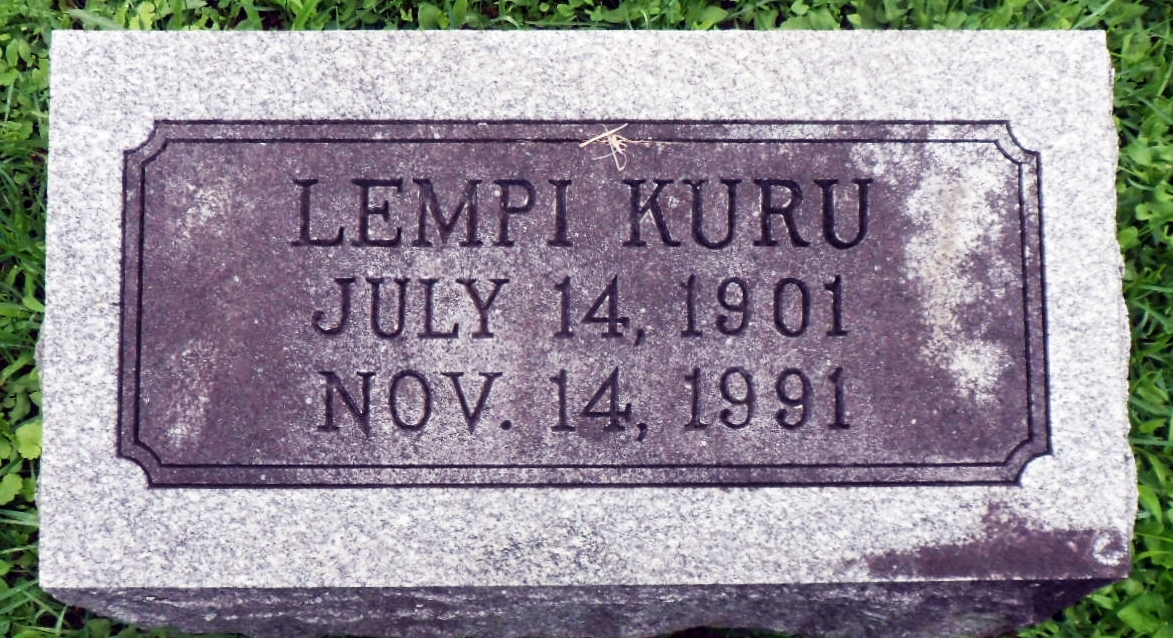 LEMPI KURU
JULY 14, 1901
NOV. 14, 1991